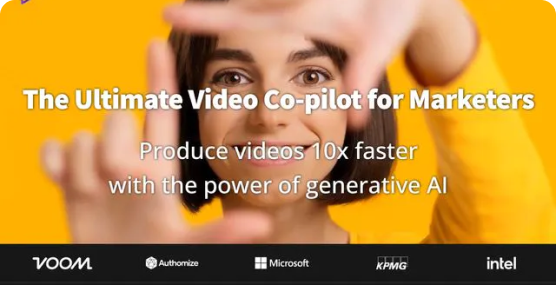 The Ultimate Video Co-pilot for Marketers
Produce videos 10x faster
with the power of generative AI
VOOM Authomize Microsoft KPMG intel